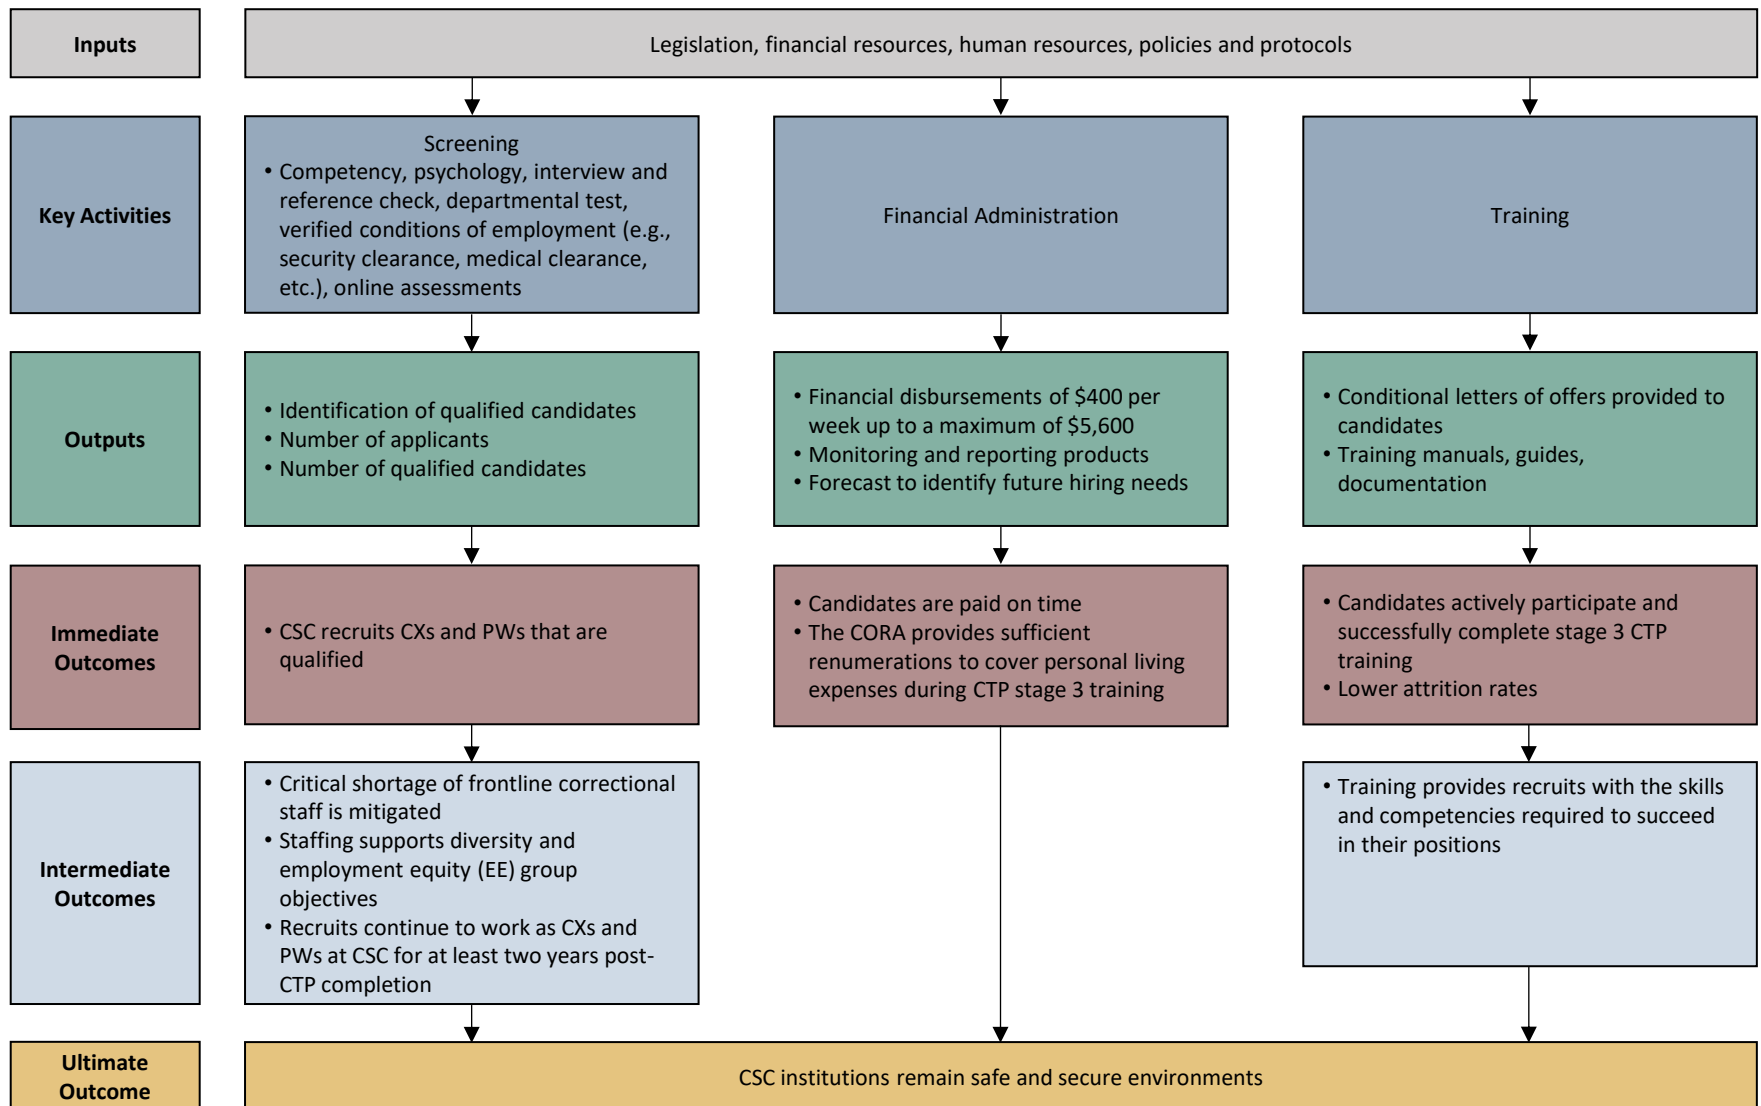 Inputs
Legislation, financial resources, human resources, policies and protocols
Key Activities
Screening
• Competency, psychology, interview and
reference check, departmental test,
verified conditions of employment (e.g.,
security clearance, medical clearance,
etc.), online assessments
Financial Administration
Training
Outputs
• Identification of qualified candidates
• Number of applicants
• Number of qualified candidates
• Financial disbursements of $400 per
week up to a maximum of $5,600
• Monitoring and reporting products
• Forecast to identify future hiring needs
• Conditional letters of offers provided to
candidates
• Training manuals, guides,
documentation
Immediate
Outcomes
• CSC recruits CXs and PWs that are
qualified
• Candidates are paid on time
• The CORA provides sufficient
renumerations to cover personal living
expenses during CTP stage 3 training
• Candidates actively participate and
successfully complete stage 3 CTP
training
• Lower attrition rates
Intermediate
Outcomes
• Critical shortage of frontline correctional
staff is mitigated
• Staffing supports diversity and
employment equity (EE) group
objectives
• Recruits continue to work as CXs and
PWs at CSC for at least two years post-
CTP completion
• Training provides recruits with the skills
and competencies required to succeed
in their positions
Ultimate
Outcome
CSC institutions remain safe and secure environments